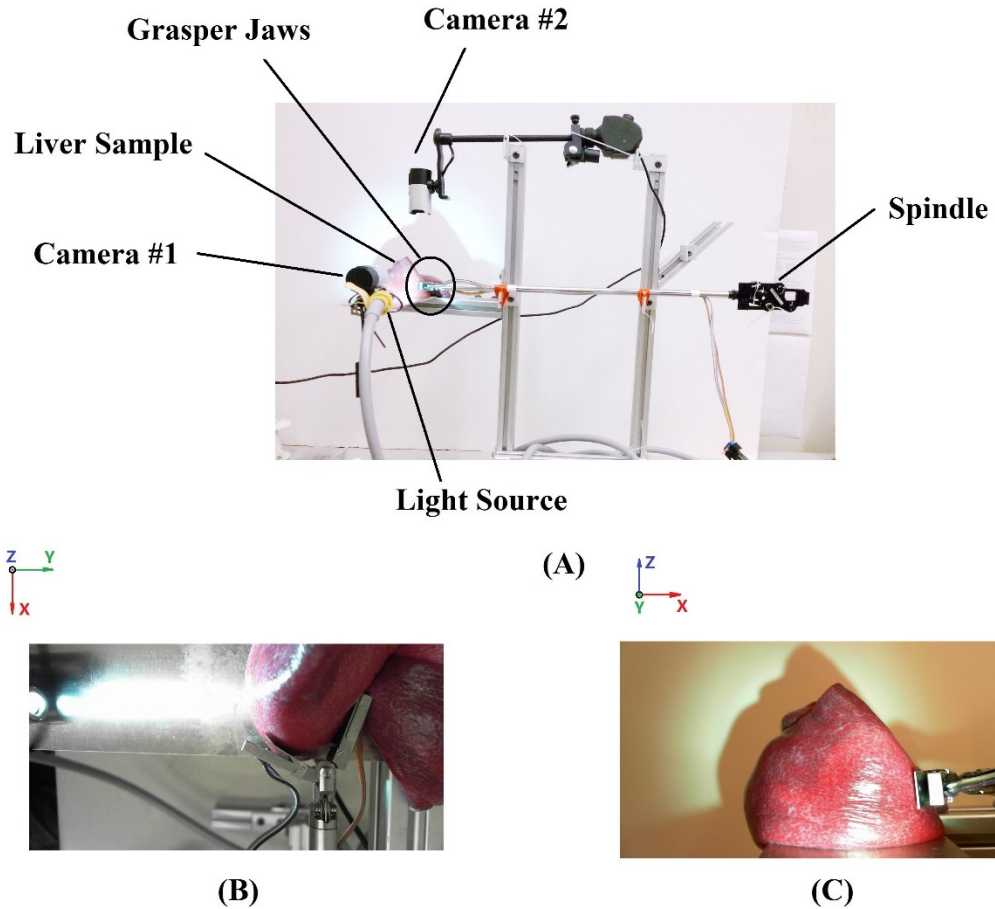 Camera #2
Grasper Jaws
Liver Sample
Camera #1
Spindle
Light Source
(A)
Z Y
X
Z
Y X
(B)
(C)